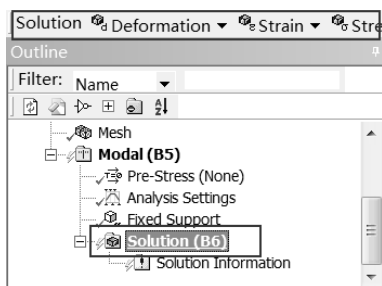 Solution Deformation Strain Stre
Outline
Filter: Name
Mesh
Modal (B5)
Pre-Stress (None)
Analysis Settings
Fixed Support
Solution (B6)
Solution Information